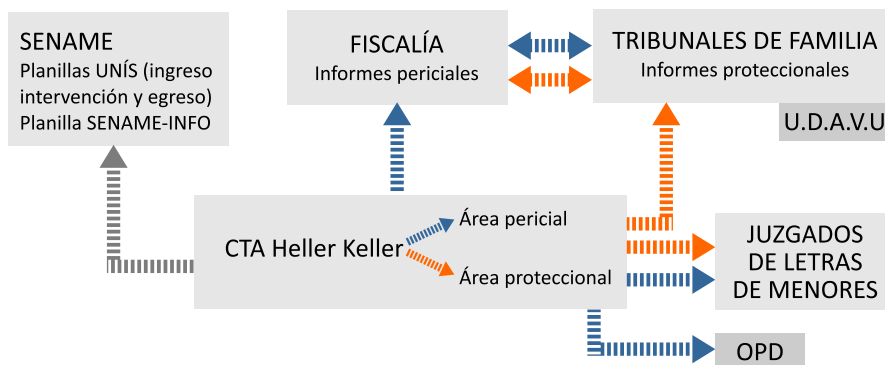 SENAME
Planillas UNÍS (ingreso
intervención y egreso)
Planilla SENAME-INFO
FISCALÍA
Informes periciales
TRIBUNALES DE FAMILIA
Informes proteccionales
U.D.A.V.U
CTA Heller Keller
Área pericial
Área proteccional
JUZGADOS
DE LETRAS
DE MENORES
OPD